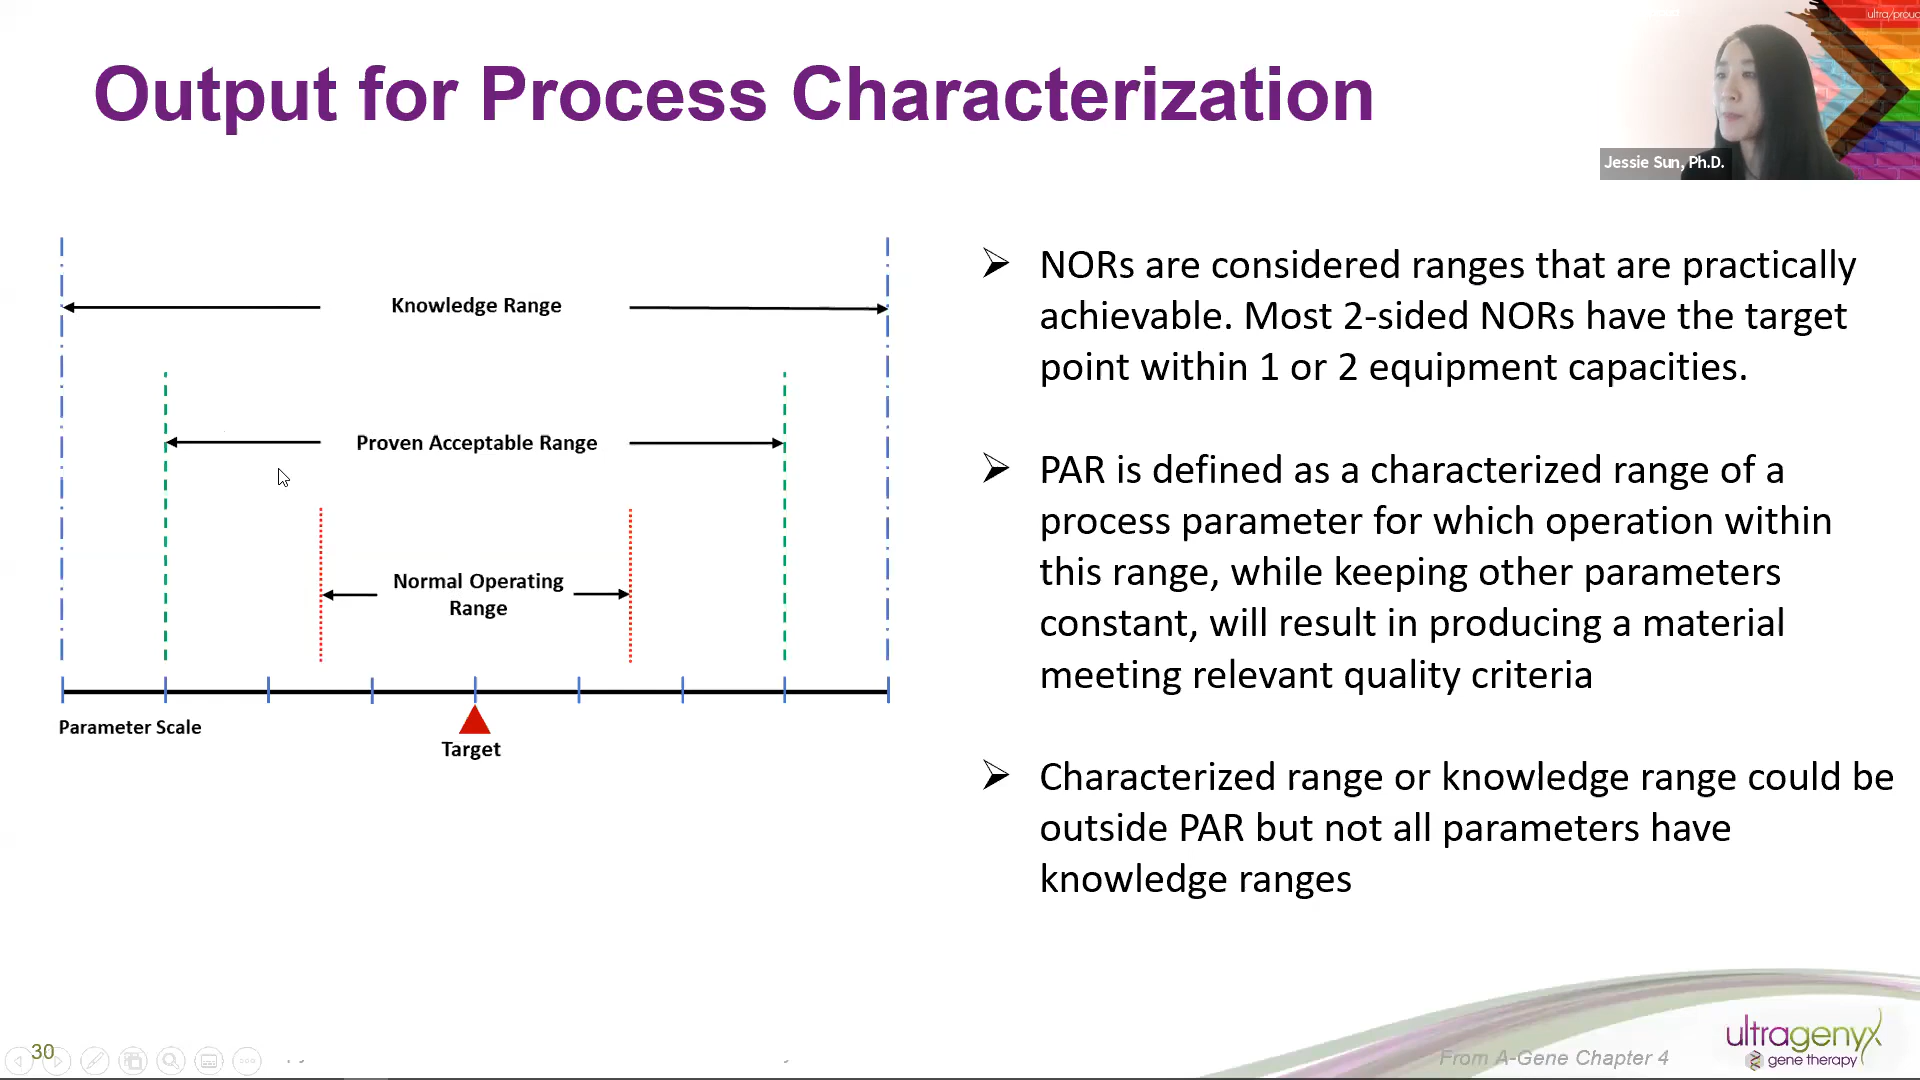 Output for Process Characterization
ultra/proud
Jessie Sun, Ph.D.
Knowledge Range
Proven Acceptable Range
Normal Operating
Range
Parameter Scale
Target
➢ NORs are considered ranges that are practically
achievable. Most 2-sided NORs have the target
point within 1 or 2 equipment capacities.
➢ PAR is defined as a characterized range of a
process parameter for which operation within
this range, while keeping other parameters
constant, will result in producing a material
meeting relevant quality criteria
➢ Characterized range or knowledge range could be
outside PAR but not all parameters have
knowledge ranges
30
From A-Gene Chapter 4
ultragenyx
gene therapy